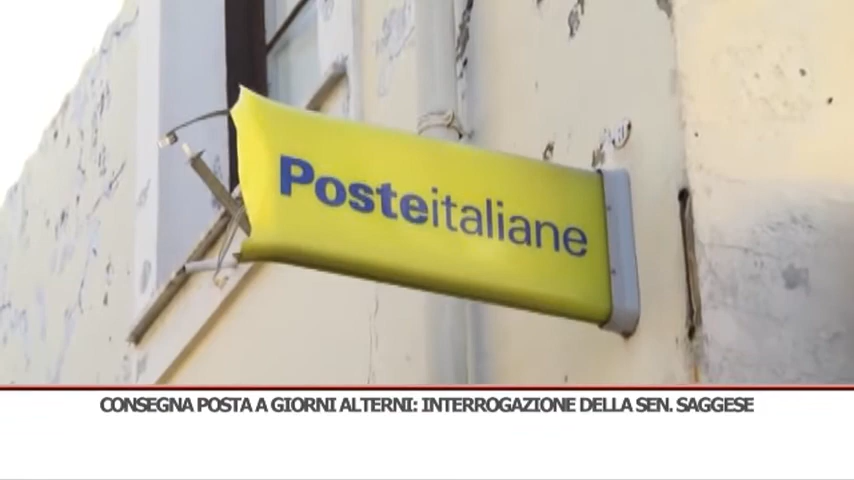 Posteitaliane
CONSEGNA POSTA A GIORNI ALTERNI: INTERROGAZIONE DELLA SEN. SAGGESE